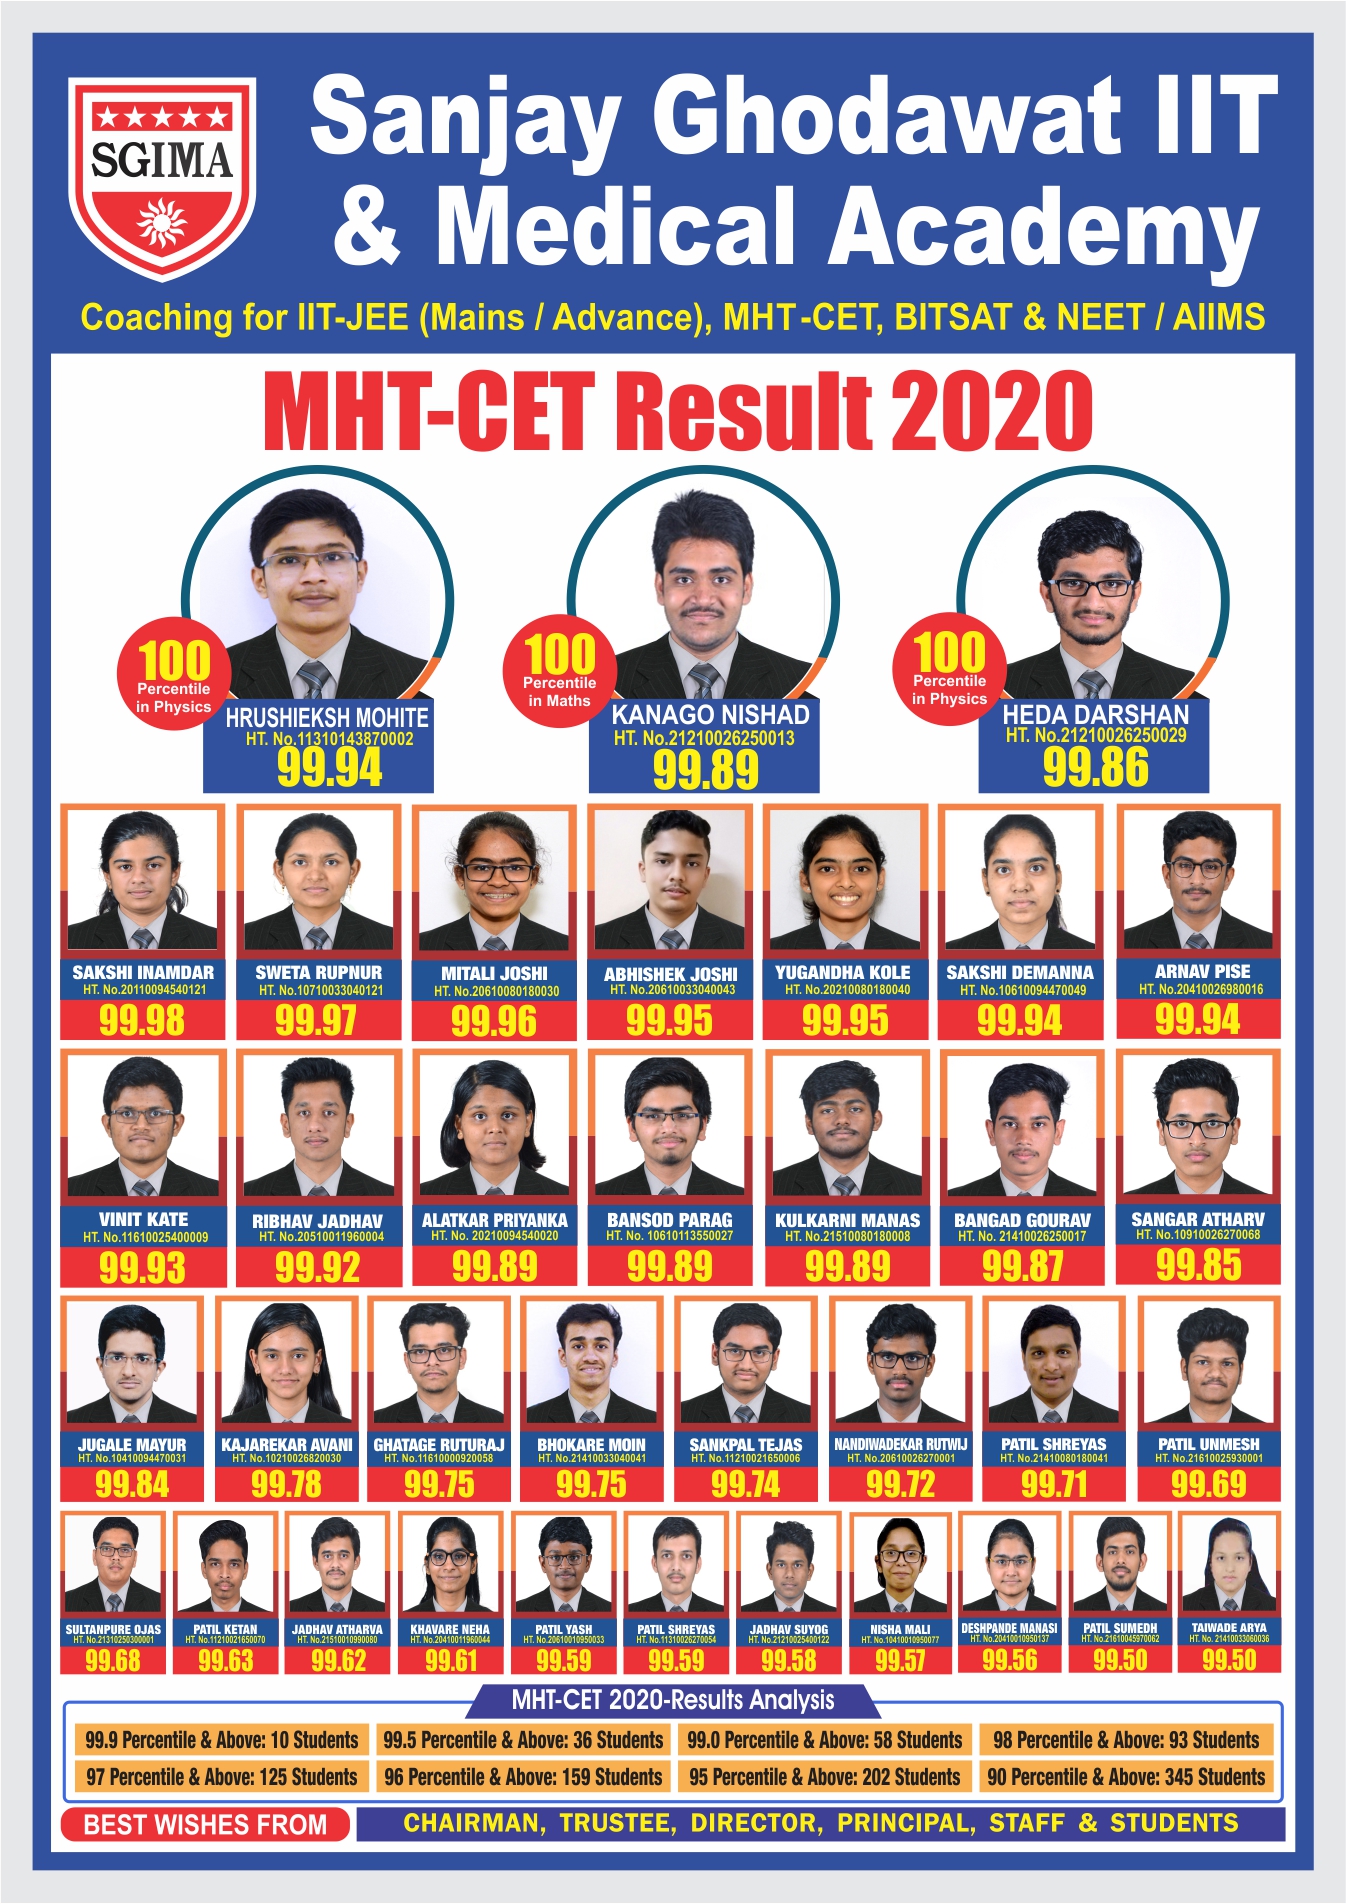 SGIMA
Sanjay Ghodawat IIT
& Medical Academy
Coaching for IIT-JEE (Mains / Advance), MHT-CET, BITSAT & NEET / AIIMS
MHT-CET Result 2020
100
Percentile
in Physics
HRUSHIEKSH MOHITE
HT. No.11310143870002
99.94
100
Percentile
in Maths
KANAGO NISHAD
HT. No.21210026250013
99.89
100
Percentile
in Physics
HEDA DARSHAN
HT. No.21210026250029
99.86
SAKSHI INAMDAR
HT. No.20110094540121
99.98
SWETA RUPNUR
HT. No.10710033040121
99.97
MITALI JOSHI
HT. No.20610080180030
99.96
ABHISHEK JOSHI
HT. No.20610033040043
99.95
YUGANDHA KOLE
HT. No.20210080180040
99.95
SAKSHI DEMANNA
HT. No.10610094470049
99.94
ARNAV PISE
HT. No.20410026980016
99.94
VINIT KATE
HT. No.11610025400009
99.93
RIBHAV JADHAV
HT. No.20510011960004
99.92
ALATKAR PRIYANKA
HT. No. 20210094540020
99.89
BANSOD PARAG
HT. No. 10610113550027
99.89
KULKARNI MANAS
HT. No.21510080180008
99.89
BANGAD GOURAV
HT. No. 21410026250017
99.87
SANGAR ATHARV
HT. No.10910026270068
99.85
JUGALE MAYUR
HT. No.10410094470031
99.84
KAJAREKAR AVANI
HT. No.10210026820030
99.78
GHATAGE RUTURAJ
HT. No.11610000920058
99.75
BHOKARE MOIN
HT. No.21410033040041
99.75
SANKPAL TEJAS
HT. No.11210021650006
99.74
NANDIWADEKAR RUTWIJ
HT. No.20610026270001
99.72
PATIL SHREYAS
HT. No.21410080180041
99.71
PATIL UNMESH
HT. No.21610025930001
99.69
SULTANPURE OJAS
HT. No.21310250300001
99.68
PATIL KETAN
HT. No.11210021650070
99.63
JADHAV ATHARVA
HT. No.21510010990080
99.62
KHAVARE NEHA
HT. No.20410011960044
99.61
PATIL YASH
HT. No.20610010950033
99.59
PATIL SHREYAS
HT. No.11310026270054
99.59
JADHAV SUYOG
HT. No.21210025400122
99.58
NISHA MALI
HT. No.10410010950077
99.57
DESHPANDE MANASI
HT. No.20410010950137
99.56
PATIL SUMEDH
HT. No.21610045970062
99.50
TAIWADE ARYA
HT. No. 21410033060036
99.50
MHT-CET 2020-Results Analysis
99.9 Percentile & Above: 10 Students
99.5 Percentile & Above: 36 Students
99.0 Percentile & Above: 58 Students
98 Percentile & Above: 93 Students
97 Percentile & Above: 125 Students
96 Percentile & Above: 159 Students
95 Percentile & Above: 202 Students
90 Percentile & Above: 345 Students
BEST WISHES FROM
CHAIRMAN, TRUSTEE, DIRECTOR, PRINCIPAL, STAFF & STUDENTS